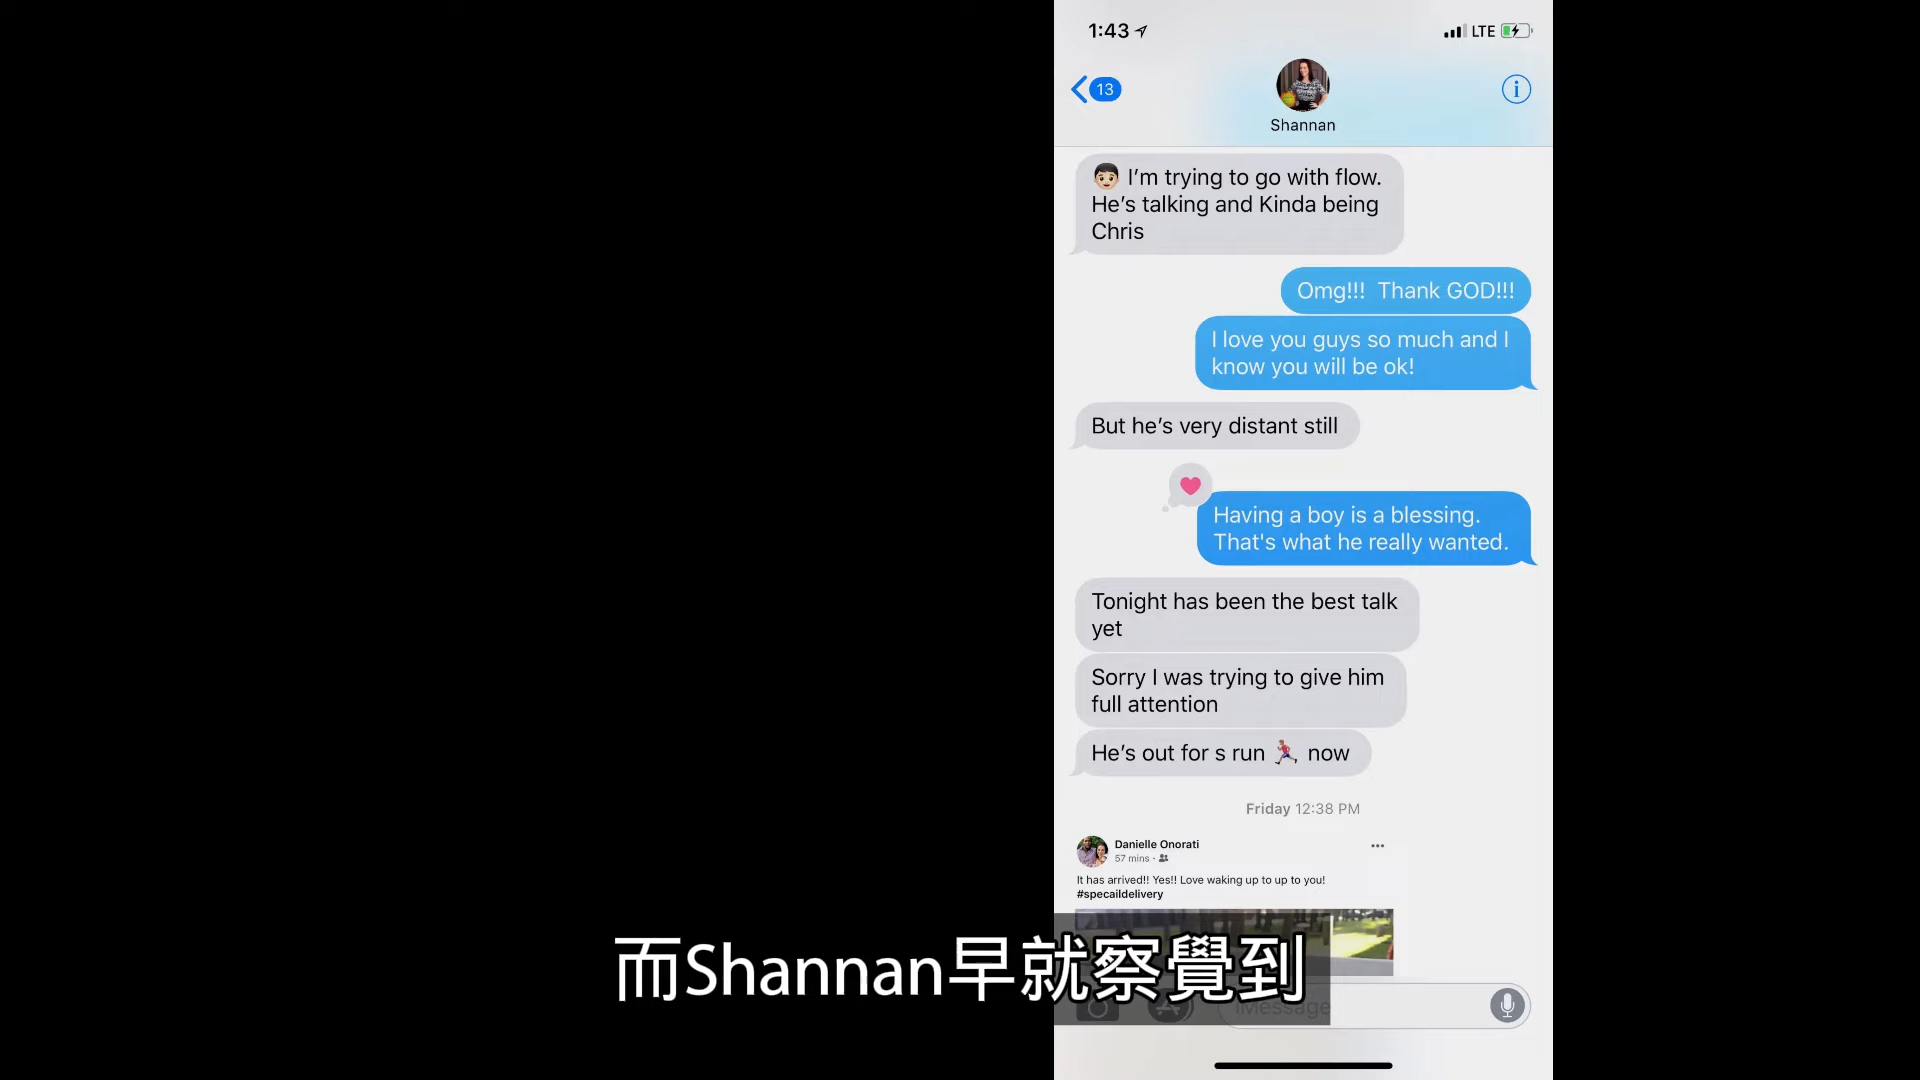 1:43
LTE
13
Shannan
I'm trying to go with flow.
He's talking and Kinda being
Chris
Omg!!!  Thank GOD!!!
I love you guys so much and I
know you will be ok!
But he's very distant still
Having a boy is a blessing.
That's what he really wanted.
Tonight has been the best talk
yet
Sorry I was trying to give him
full attention
He's out for s run 🏃 now
Friday 12:38 PM
Danielle Onorati
57 mins ·
It has arrived!! Yes!! Love waking up to up to you!
#specaildelivery
而Shannan早就察覺到
iMessage